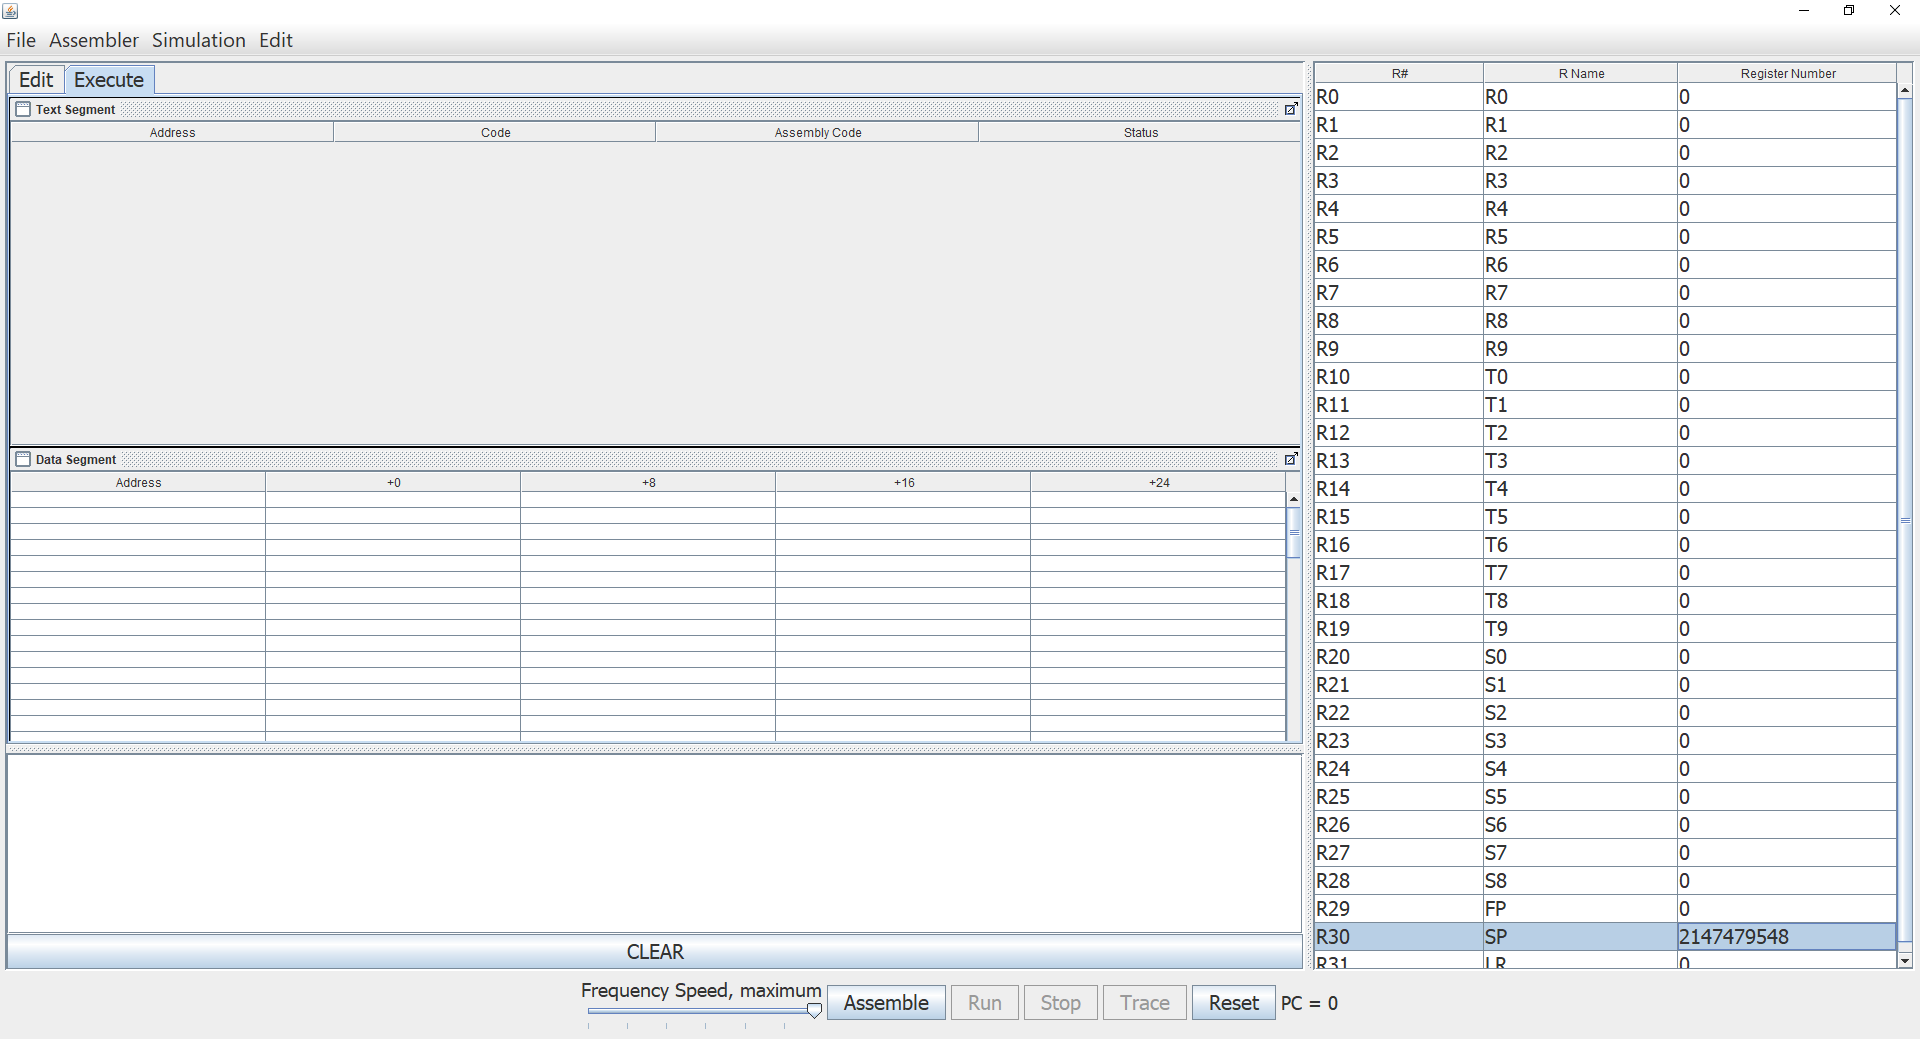 File Assembler Simulation Edit
Edit Execute
Text Segment
Address Code Assembly Code Status
Data Segment
Address +0 +8 +16 +24
CLEAR
R# R Name Register Number
R0 R0 0
R1 R1 0
R2 R2 0
R3 R3 0
R4 R4 0
R5 R5 0
R6 R6 0
R7 R7 0
R8 R8 0
R9 R9 0
R10 T0 0
R11 T1 0
R12 T2 0
R13 T3 0
R14 T4 0
R15 T5 0
R16 T6 0
R17 T7 0
R18 T8 0
R19 T9 0
R20 S0 0
R21 S1 0
R22 S2 0
R23 S3 0
R24 S4 0
R25 S5 0
R26 S6 0
R27 S7 0
R28 S8 0
R29 FP 0
R30 SP 2147479548
R31 LR 0
Frequency Speed, maximum
Assemble Run Stop Trace Reset PC = 0